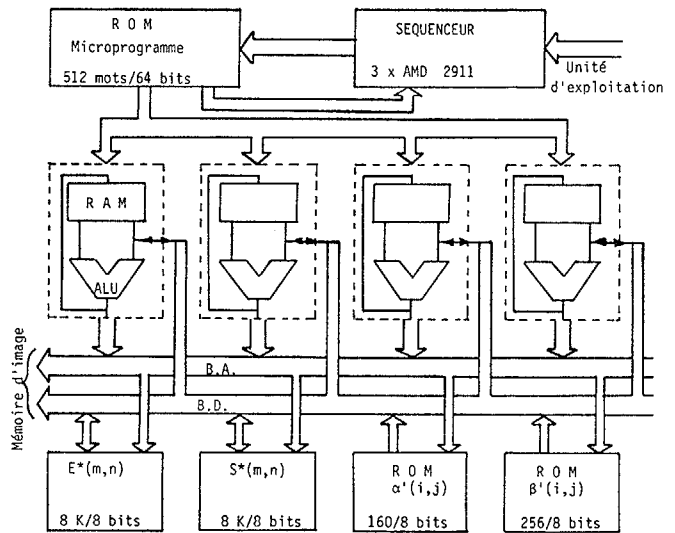 R O M
Microprogramme
512 mots/64 bits
SEQUENCEUR
3 x AMD 2911
Unité
d'exploitation
R A M
ALU
Mémoire d'image
B.A.
B.D.
E*(m,n)
8 K/8 bits
S*(m,n)
8 K/8 bits
R O M
α'(i,j)
160/8 bits
R O M
β'(i,j)
256/8 bits